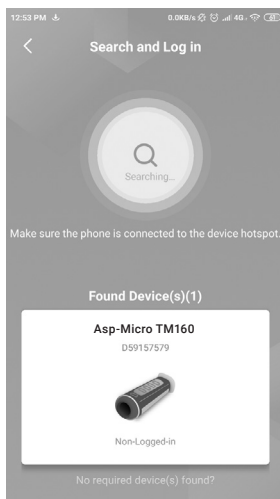 12:53 PM
0.0KB/s 4G
Search and Log in
Searching...
Make sure the phone is connected to the device hotspot.
Found Device(s)(1)
Asp-Micro TM160
D59157579
Non-Logged-in
No required device(s) found?